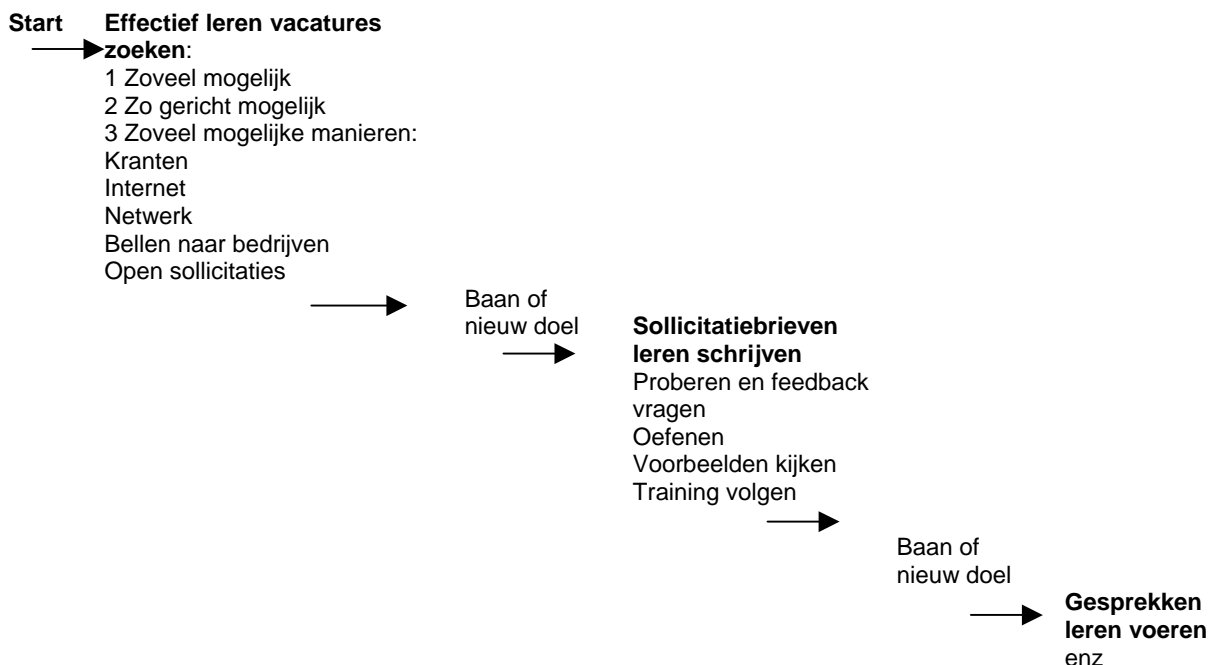 Start Effectief leren vacatures
zoeken:
1 Zoveel mogelijk
2 Zo gericht mogelijk
3 Zoveel mogelijke manieren:
Kranten
Internet
Netwerk
Bellen naar bedrijven
Open sollicitaties
Baan of
nieuw doel
Sollicitatiebrieven
leren schrijven
Proberen en feedback
vragen
Oefenen
Voorbeelden kijken
Training volgen
Baan of
nieuw doel
Gesprekken
leren voeren
enz